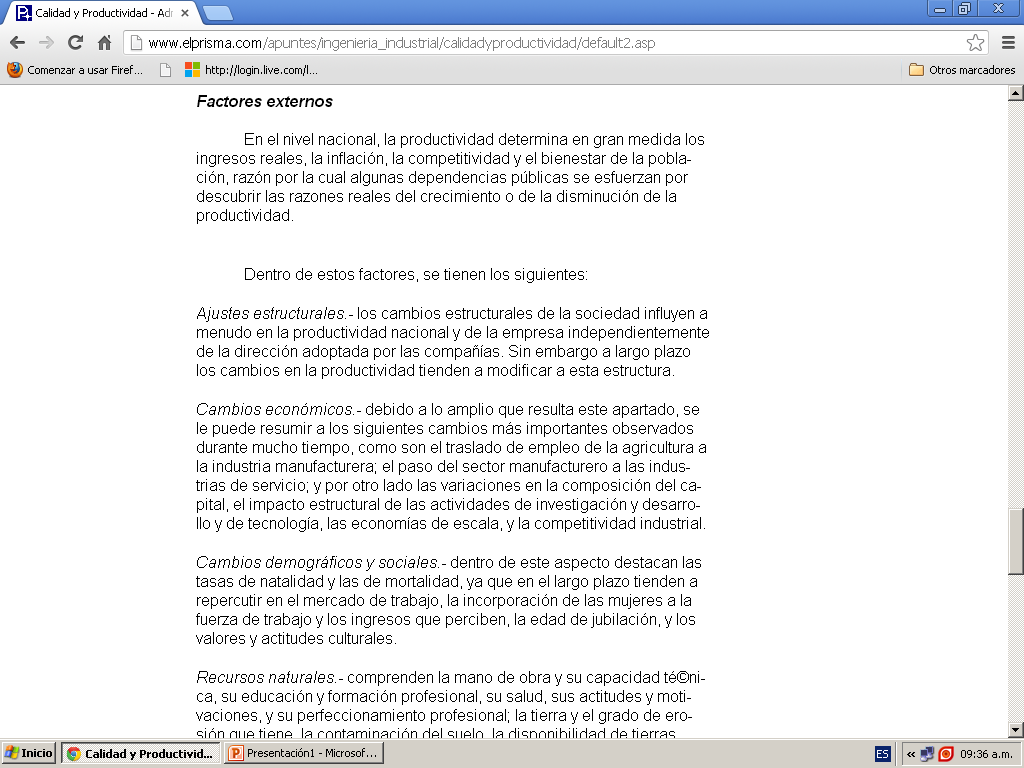 Calidad y Productividad - Adr
www.elprisma.com/apuntes/ingenieria_industrial/calidadyproductividad/default2.asp
Comenzar a usar Firef...
http://login.live.com/l...
Otros marcadores
Factores externos
En el nivel nacional, la productividad determina en gran medida los
ingresos reales, la inflación, la competitividad y el bienestar de la pobla-
ción, razón por la cual algunas dependencias públicas se esfuerzan por
descubrir las razones reales del crecimiento o de la disminución de la
productividad.
Dentro de estos factores, se tienen los siguientes:
Ajustes estructurales.- los cambios estructurales de la sociedad influyen a
menudo en la productividad nacional y de la empresa independientemente
de la dirección adoptada por las compañías. Sin embargo a largo plazo
los cambios en la productividad tienden a modificar a esta estructura.
Cambios económicos.- debido a lo amplio que resulta este apartado, se
le puede resumir a los siguientes cambios más importantes observados
durante mucho tiempo, como son el traslado de empleo de la agricultura a
la industria manufacturera; el paso del sector manufacturero a las indus-
trias de servicio; y por otro lado las variaciones en la composición del ca-
pital, el impacto estructural de las actividades de investigación y desarro-
llo y de tecnología, las economías de escala, y la competitividad industrial.
Cambios demográficos y sociales.- dentro de este aspecto destacan las
tasas de natalidad y las de mortalidad, ya que en el largo plazo tienden a
repercutir en el mercado de trabajo, la incorporación de las mujeres a la
fuerza de trabajo y los ingresos que perciben, la edad de jubilación, y los
valores y actitudes culturales.
Recursos naturales.- comprenden la mano de obra y su capacidad té©ni-
ca, su educación y formación profesional, su salud, sus actitudes y moti-
vaciones, y su perfeccionamiento profesional; la tierra y el grado de ero-
sión que tiene, la contaminación del suelo, la disponibilidad de tierras
Inicio
Calidad y Productivid...
Presentación1 - Microsof...
ES
«
09:36 a.m.